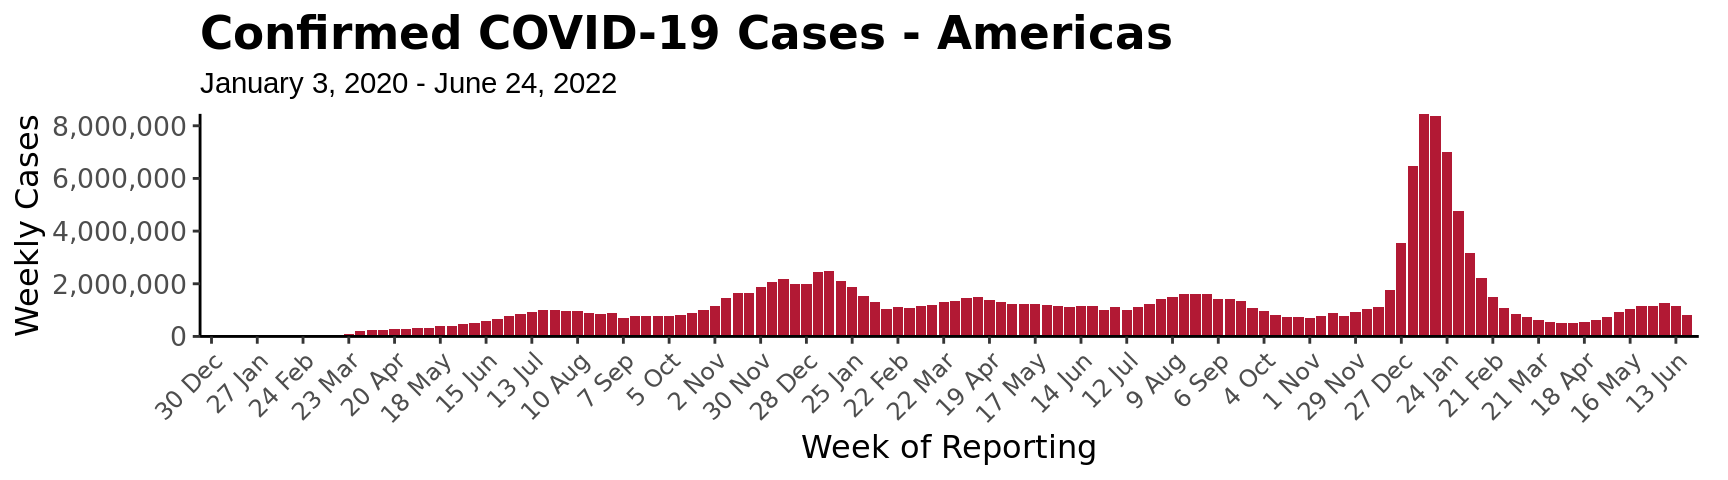 Confirmed COVID-19 Cases - Americas
January 3, 2020 - June 24, 2022
Weekly Cases
8,000,000
6,000,000
4,000,000
2,000,000
0
30 Dec
27 Jan
24 Feb
23 Mar
20 Apr
18 May
15 Jun
13 Jul
10 Aug
7 Sep
5 Oct
2 Nov
30 Nov
28 Dec
25 Jan
22 Feb
22 Mar
19 Apr
17 May
14 Jun
12 Jul
9 Aug
6 Sep
4 Oct
1 Nov
29 Nov
27 Dec
24 Jan
21 Feb
21 Mar
18 Apr
16 May
13 Jun
Week of Reporting